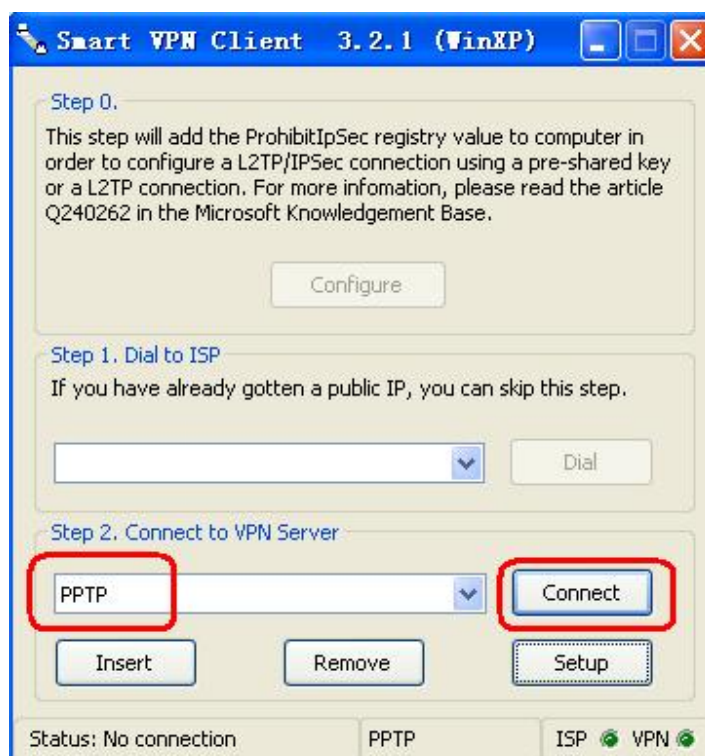 Smart VPN Client 3.2.1 (WinXP)
Step 0.
This step will add the ProhibitIpSec registry value to computer in
order to configure a L2TP/IPSec connection using a pre-shared key
or a L2TP connection. For more infomation, please read the article
Q240262 in the Microsoft Knowledgement Base.
Configure
Step 1. Dial to ISP
If you have already gotten a public IP, you can skip this step.
Dial
Step 2. Connect to VPN Server
PPTP Connect
Insert Remove Setup
Status: No connection PPTP ISP VPN